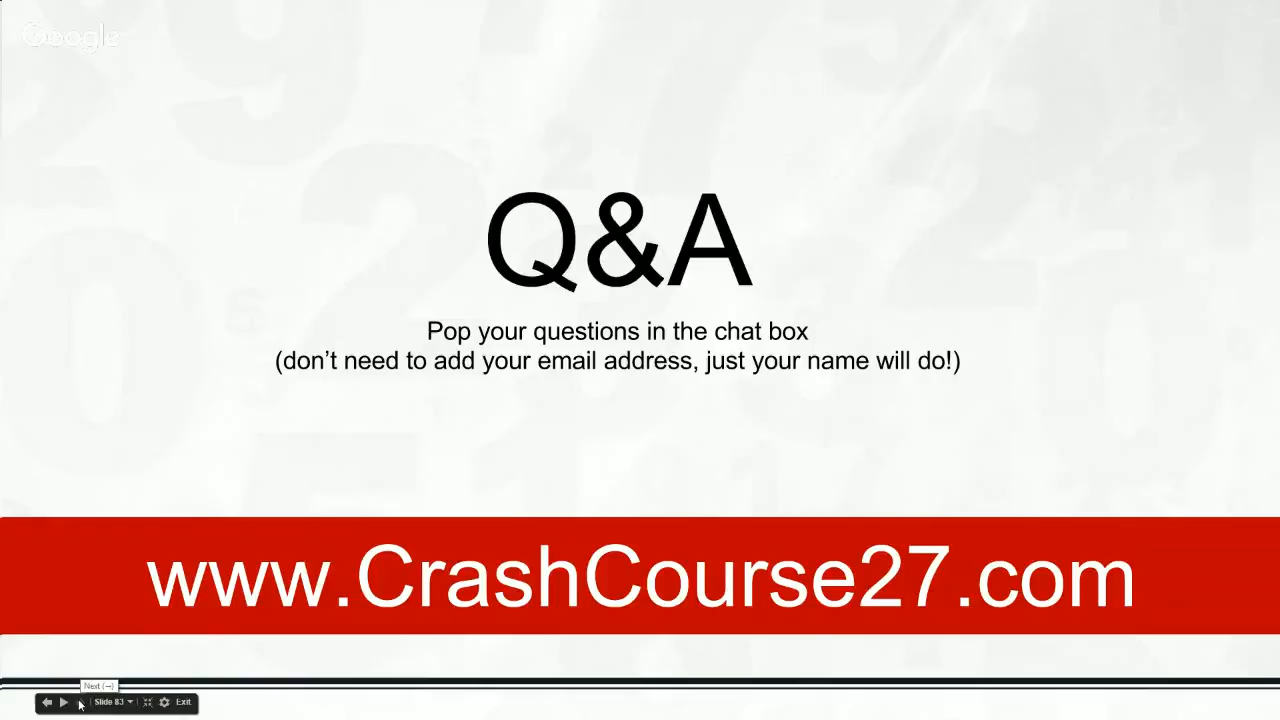 Google
Q&A
Pop your questions in the chat box
(don't need to add your email address, just your name will do!)
www.CrashCourse27.com
Next (→)
Slide 83
Exit